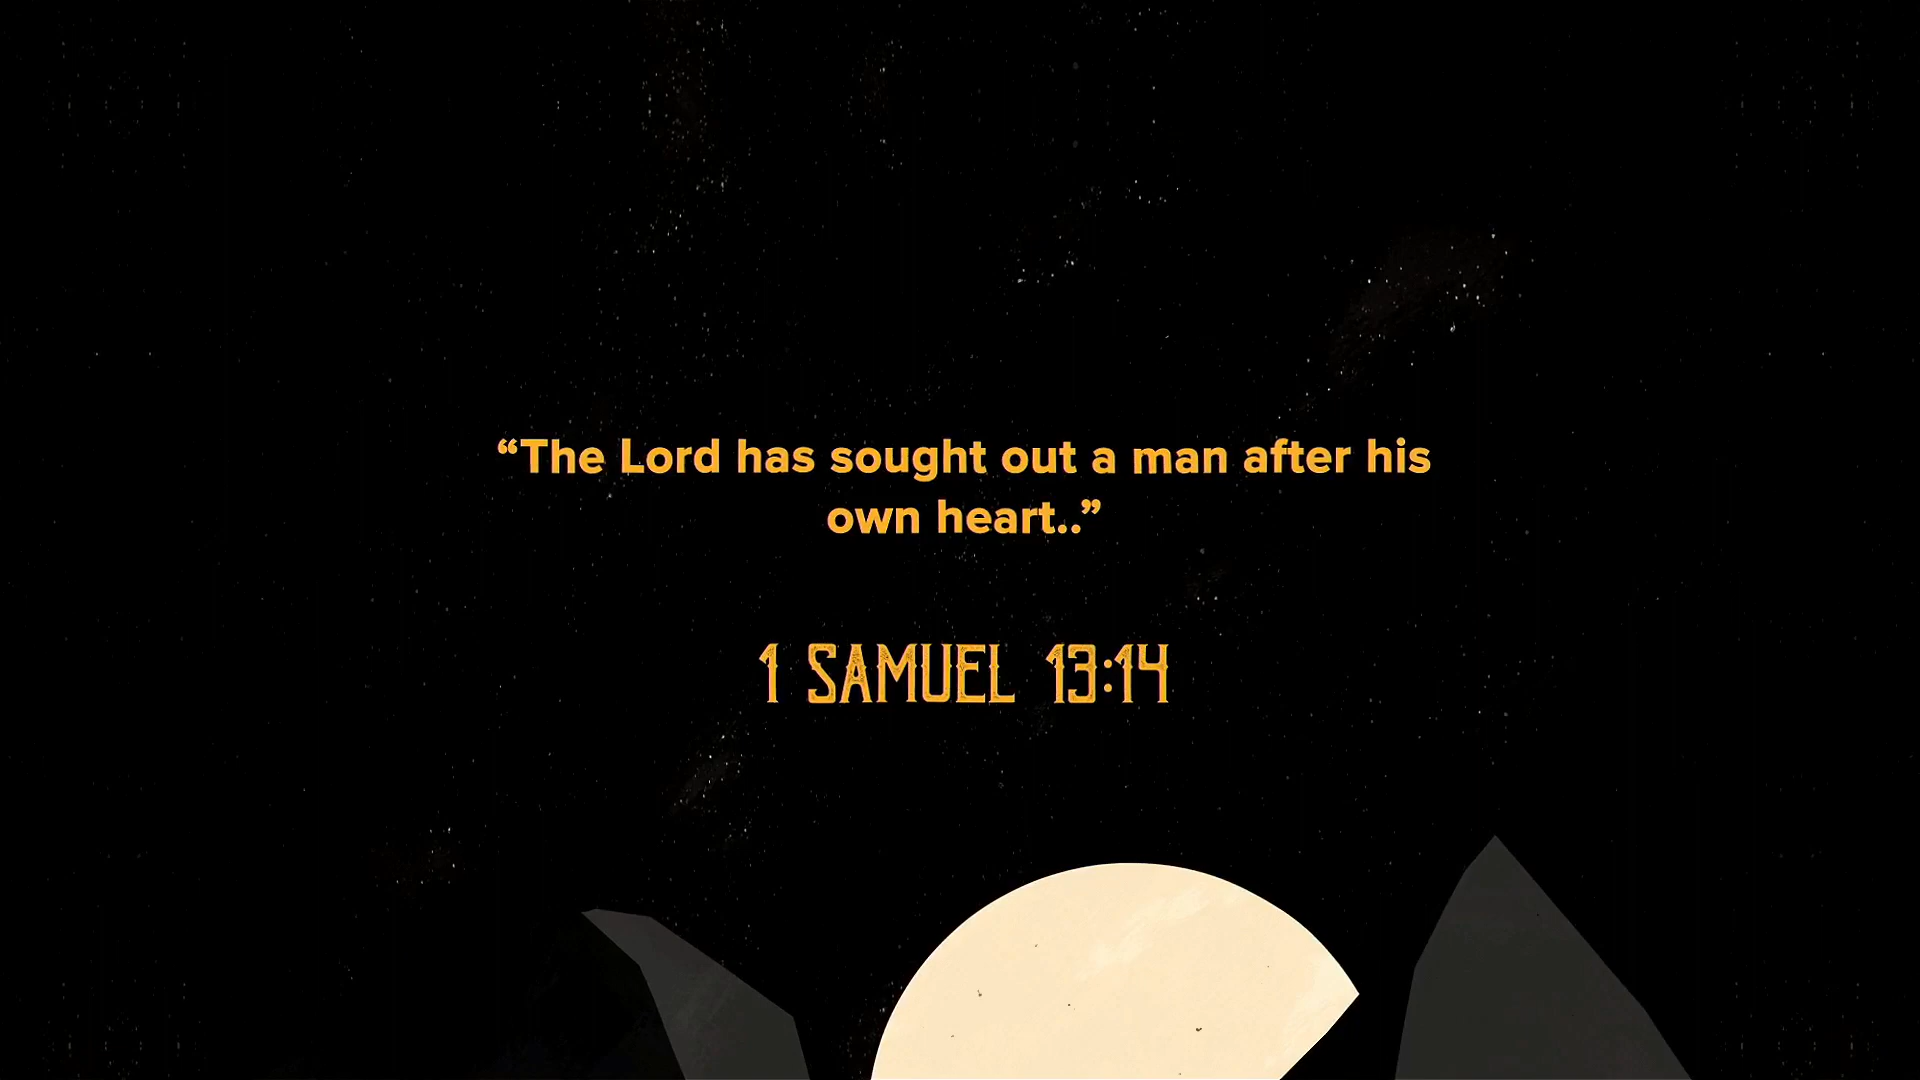 “The Lord has sought out a man after his
own heart..”
1 SAMUEL 13:14